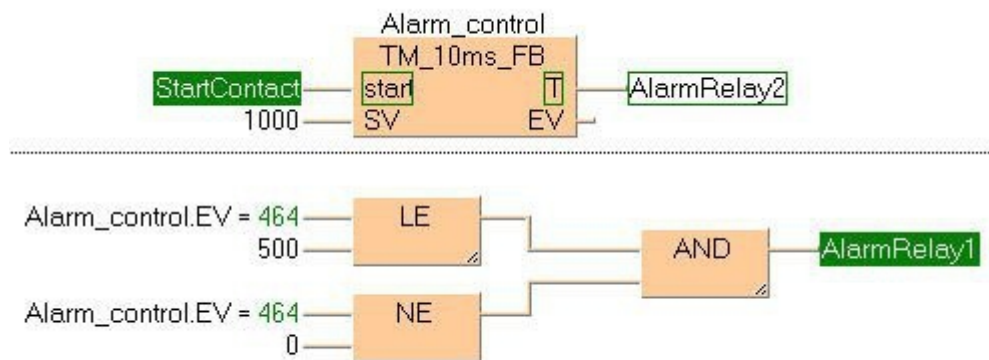 Alarm_control
TM_10ms_FB
StartContact start T AlarmRelay2
1000 SV EV
Alarm_control.EV = 464 LE
500 AND AlarmRelay1
Alarm_control.EV = 464 NE
0